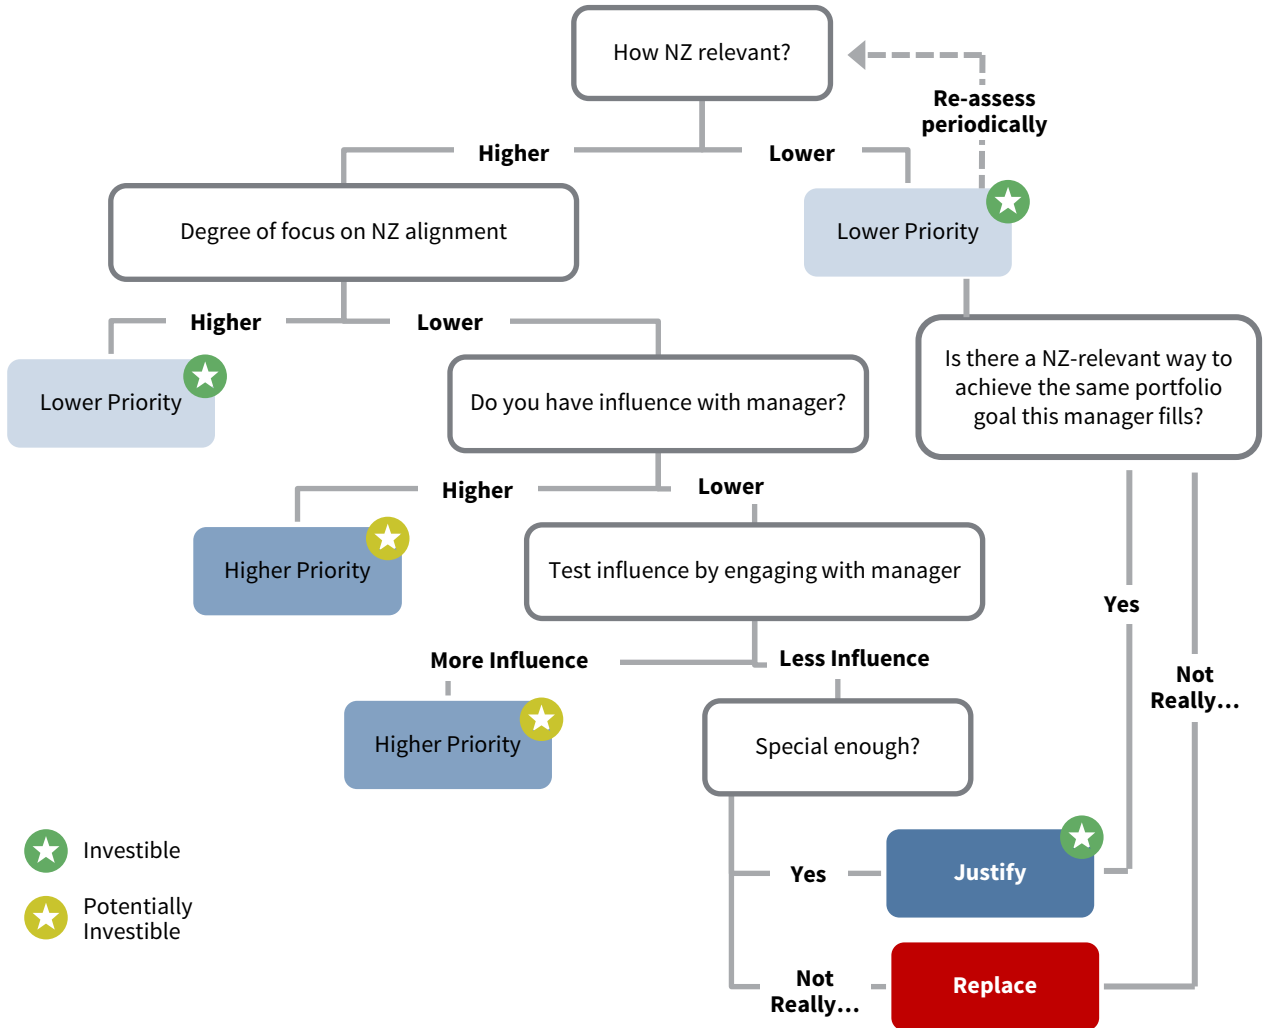 How NZ relevant?
Re-assess
periodically
Higher
Lower
Degree of focus on NZ alignment
Lower Priority
Higher
Lower
Lower Priority
Do you have influence with manager?
Is there a NZ-relevant way to
achieve the same portfolio
goal this manager fills?
Higher
Lower
Higher Priority
Test influence by engaging with manager
Yes
Not
Really...
More Influence
Less Influence
Higher Priority
Special enough?
Investible
Potentially
Investible
Yes
Justify
Not
Really...
Replace